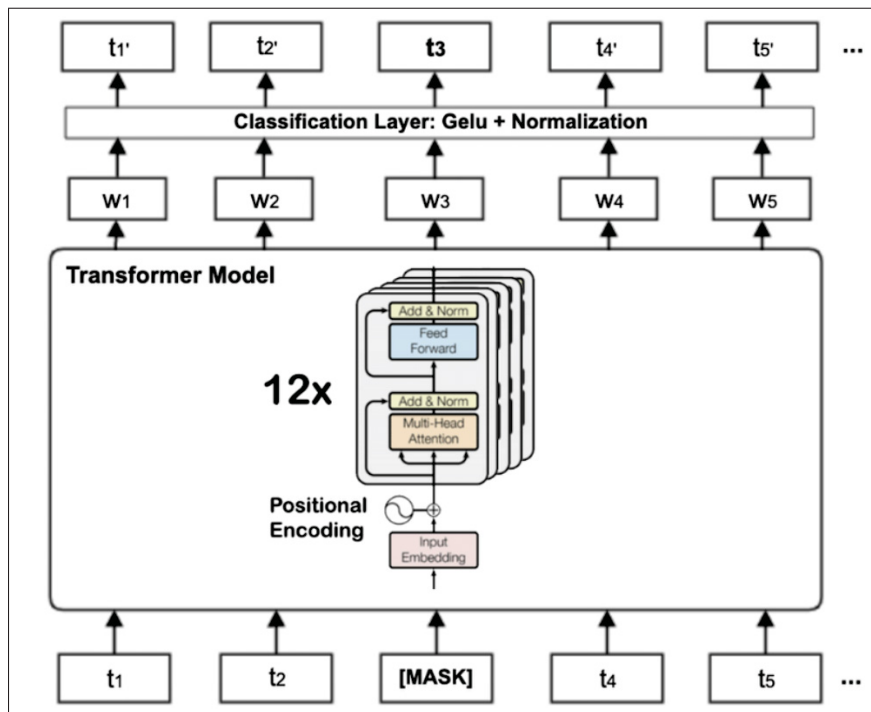 t1' t2' t3 t4' t5' ...
Classification Layer: Gelu + Normalization
w1 w2 w3 w4 w5
Transformer Model
Add & Norm
Feed
Forward
12x
Add & Norm
Multi-Head
Attention
Positional
Encoding
Input
Embedding
t1 t2 [MASK] t4 t5 ...